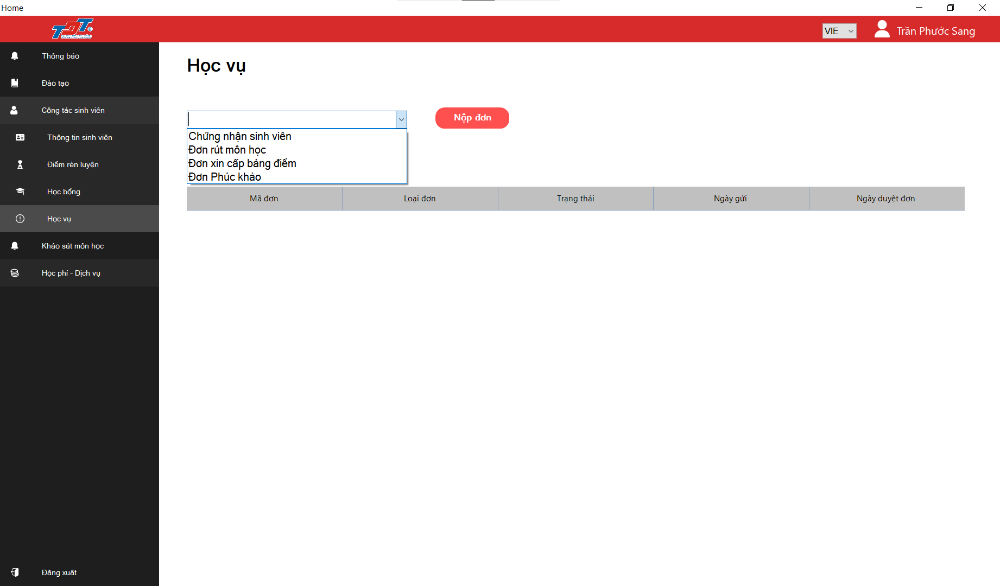 Home
TDT
VIE
Trần Phước Sang
Thông báo
Đào tạo
Công tác sinh viên
Thông tin sinh viên
Điểm rèn luyện
Học bổng
Học vụ
Khảo sát môn học
Học phí - Dịch vụ
Đăng xuất
Học vụ
Nộp đơn
Chứng nhận sinh viên
Đơn rút môn học
Đơn xin cấp bảng điểm
Đơn Phúc khảo
Mã đơn
Loại đơn
Trạng thái
Ngày gửi
Ngày duyệt đơn